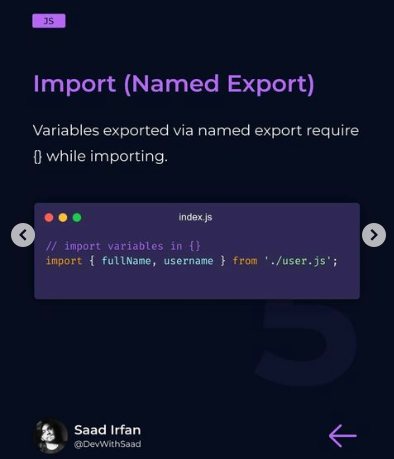 JS
Import (Named Export)
Variables exported via named export require
{} while importing.
index.js
// import variables in {}
import { fullName, username } from './user.js';
5
Saad Irfan
@DevWithSaad